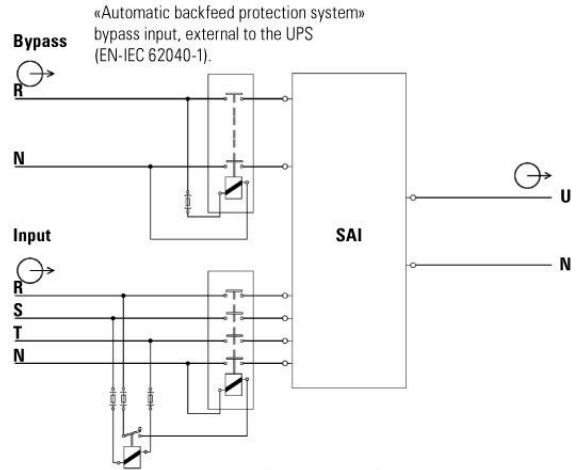 «Automatic backfeed protection system»
bypass input, external to the UPS
(EN-IEC 62040-1).
Bypass
R
N
U
Input
SAI
N
R
S
T
N